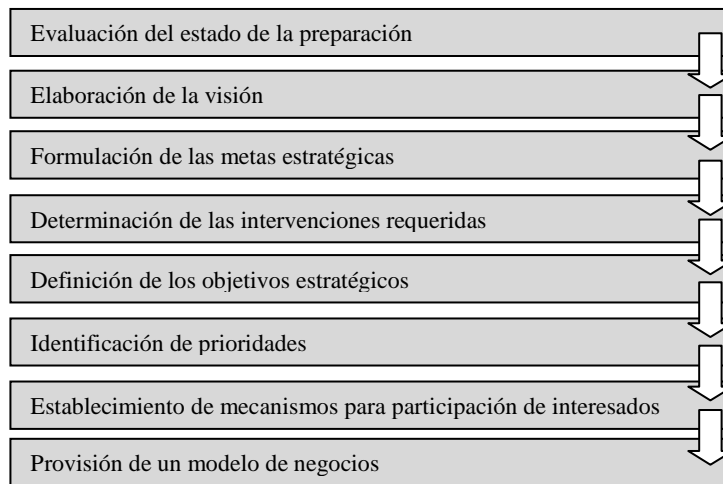 Evaluación del estado de la preparación
Elaboración de la visión
Formulación de las metas estratégicas
Determinación de las intervenciones requeridas
Definición de los objetivos estratégicos
Identificación de prioridades
Establecimiento de mecanismos para participación de interesados
Provisión de un modelo de negocios